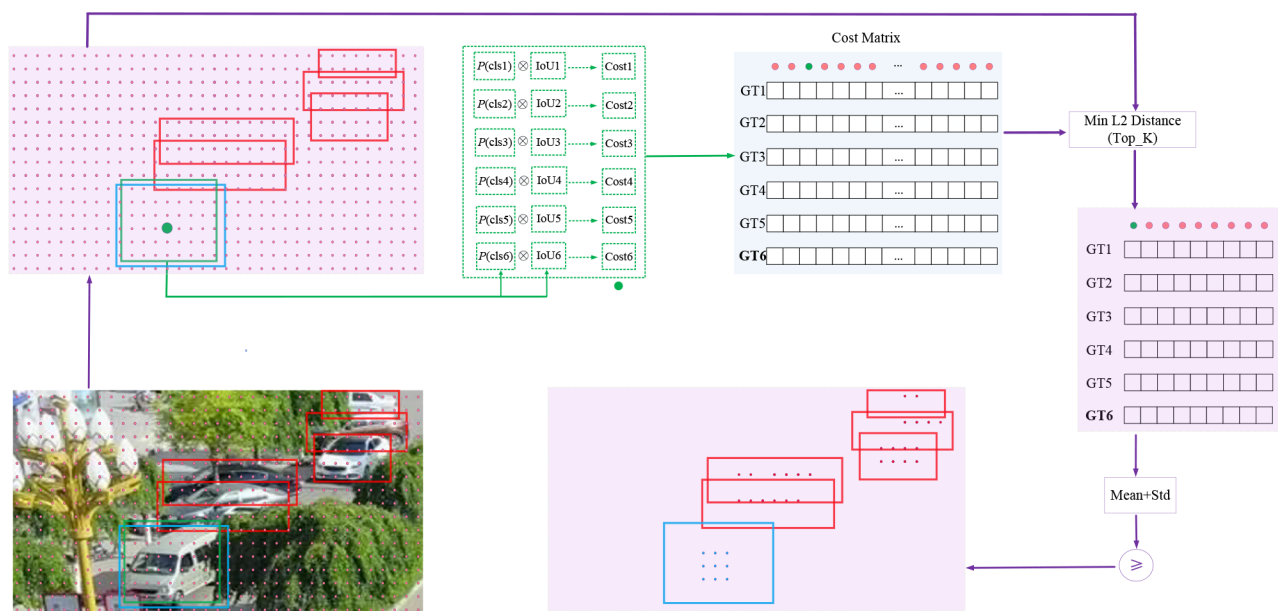 Cost Matrix
P(cls1) ⊗ IoU1 Cost1
P(cls2) ⊗ IoU2 Cost2
P(cls3) ⊗ IoU3 Cost3
P(cls4) ⊗ IoU4 Cost4
P(cls5) ⊗ IoU5 Cost5
P(cls6) ⊗ IoU6 Cost6
...
GT1 ...
GT2 ...
GT3 ...
GT4 ...
GT5 ...
GT6 ...
Min L2 Distance
(Top_K)
GT1
GT2
GT3
GT4
GT5
GT6
Mean+Std
⩾